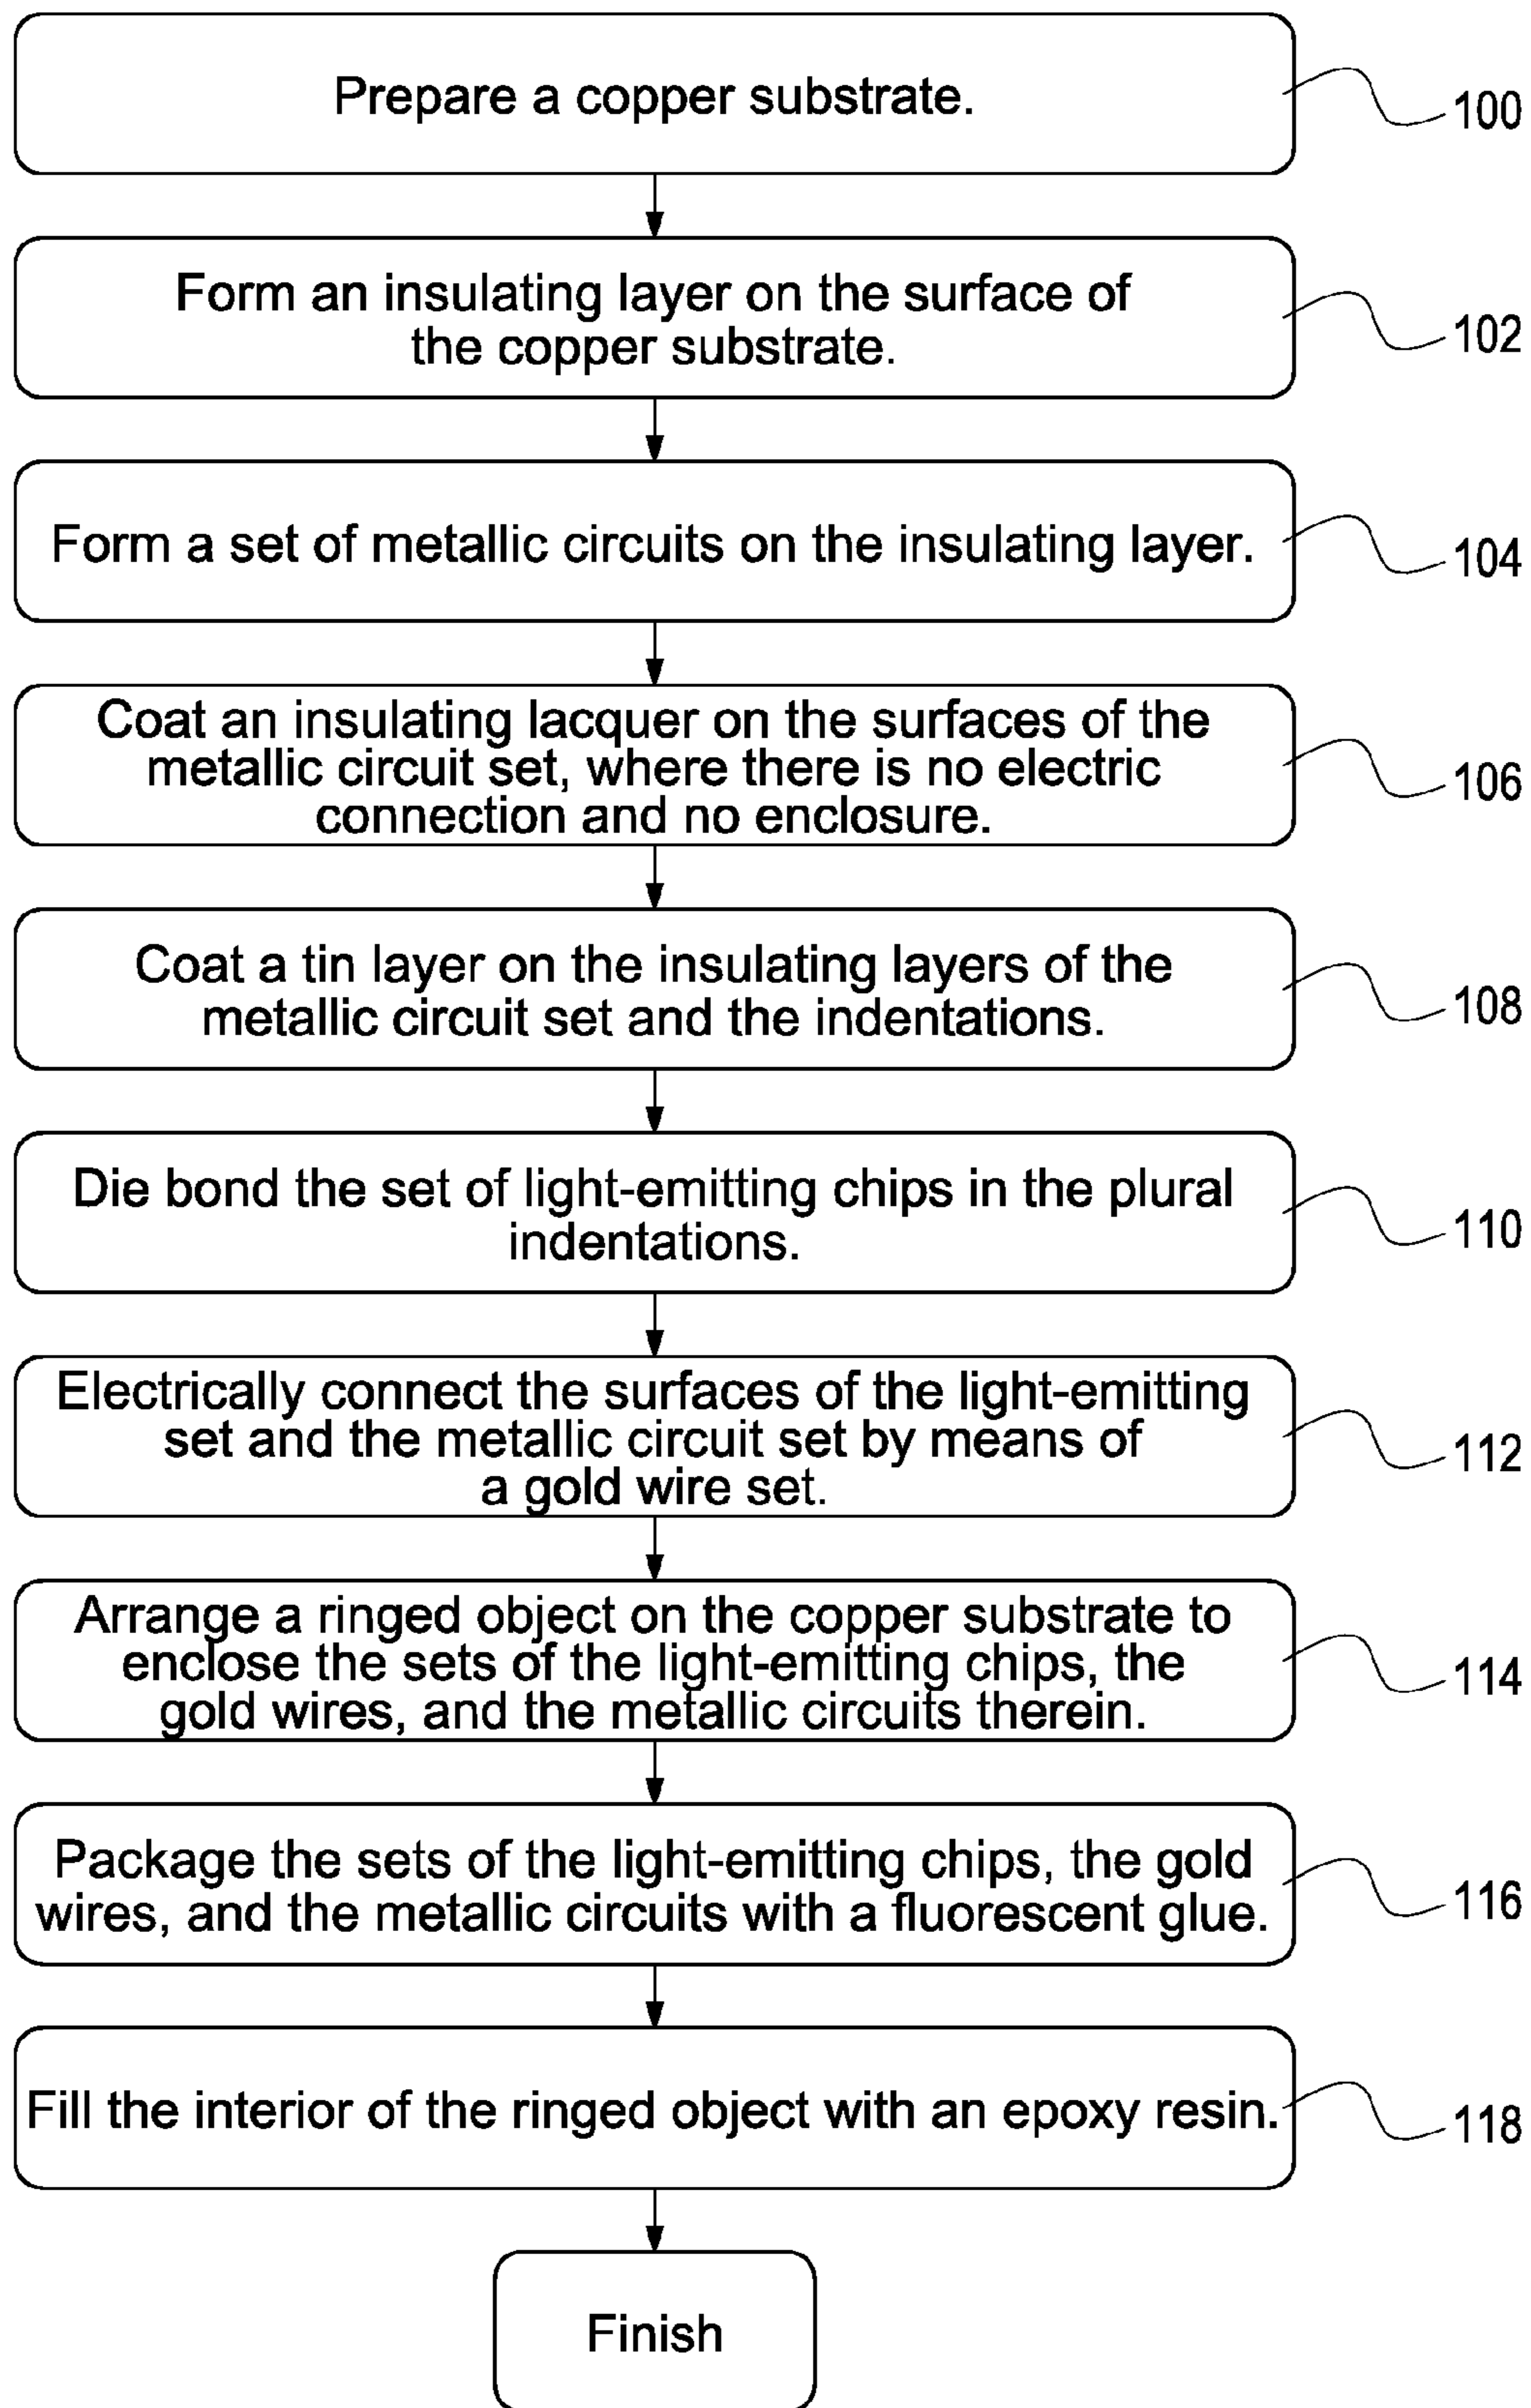 Prepare a copper substrate.
100
Form an insulating layer on the surface of
the copper substrate.
102
Form a set of metallic circuits on the insulating layer.
104
Coat an insulating lacquer on the surfaces of the
metallic circuit set, where there is no electric
connection and no enclosure.
106
Coat a tin layer on the insulating layers of the
metallic circuit set and the indentations.
108
Die bond the set of light-emitting chips in the plural
indentations.
110
Electrically connect the surfaces of the light-emitting
set and the metallic circuit set by means of
a gold wire set.
112
Arrange a ringed object on the copper substrate to
enclose the sets of the light-emitting chips, the
gold wires, and the metallic circuits therein.
114
Package the sets of the light-emitting chips, the gold
wires, and the metallic circuits with a fluorescent glue.
116
Fill the interior of the ringed object with an epoxy resin.
118
Finish